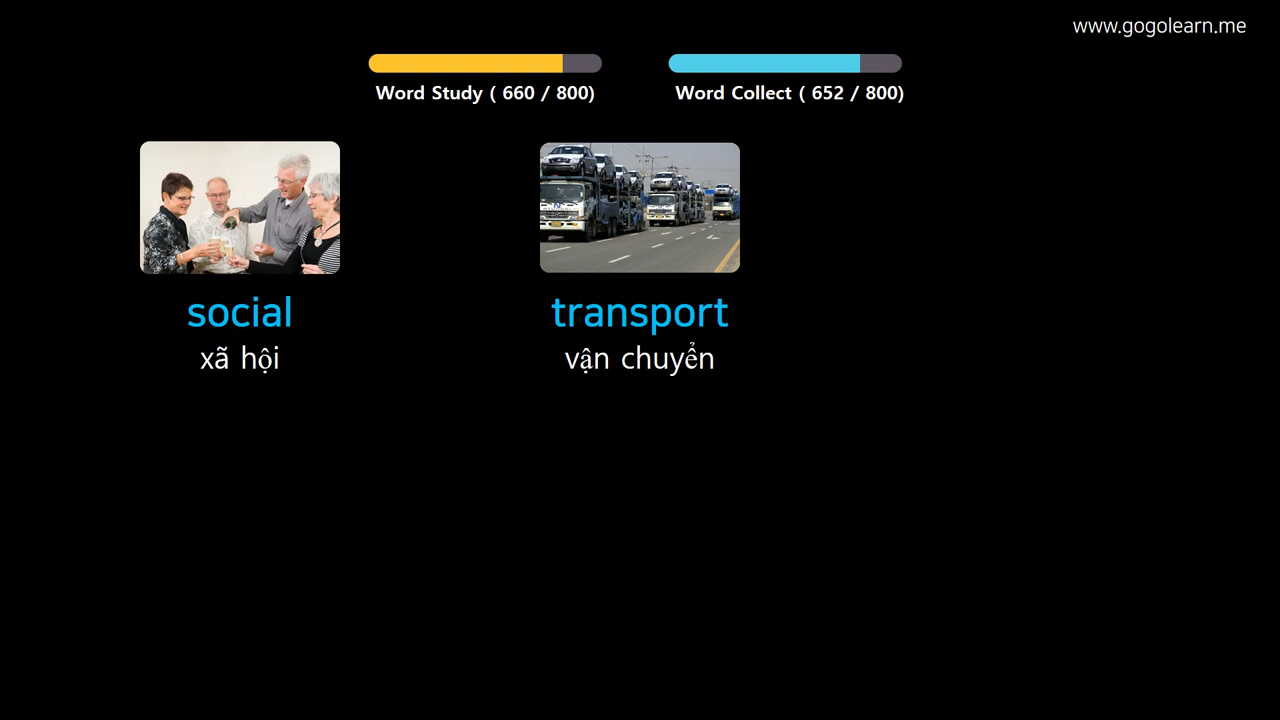 www.gogolearn.me
Word Study ( 660 / 800)
Word Collect ( 652 / 800)
social
transport
xã hội
vận chuyển